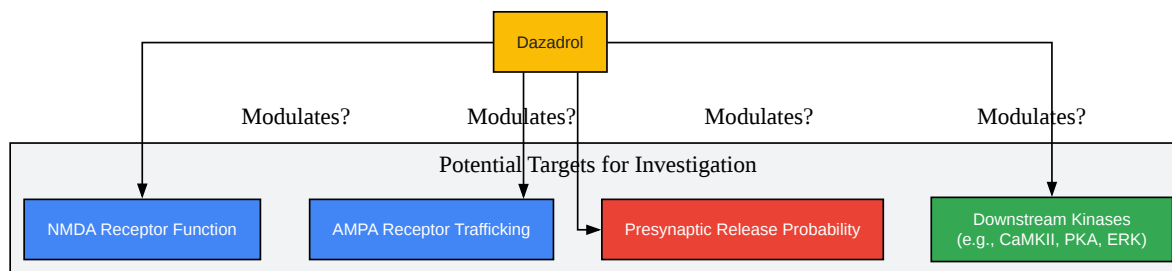 Dazadrol
Modulates?
Modulates?
Modulates?
Modulates?
Potential Targets for Investigation
NMDA Receptor Function
AMPA Receptor Trafficking
Presynaptic Release Probability
Downstream Kinases
(e.g., CaMKII, PKA, ERK)